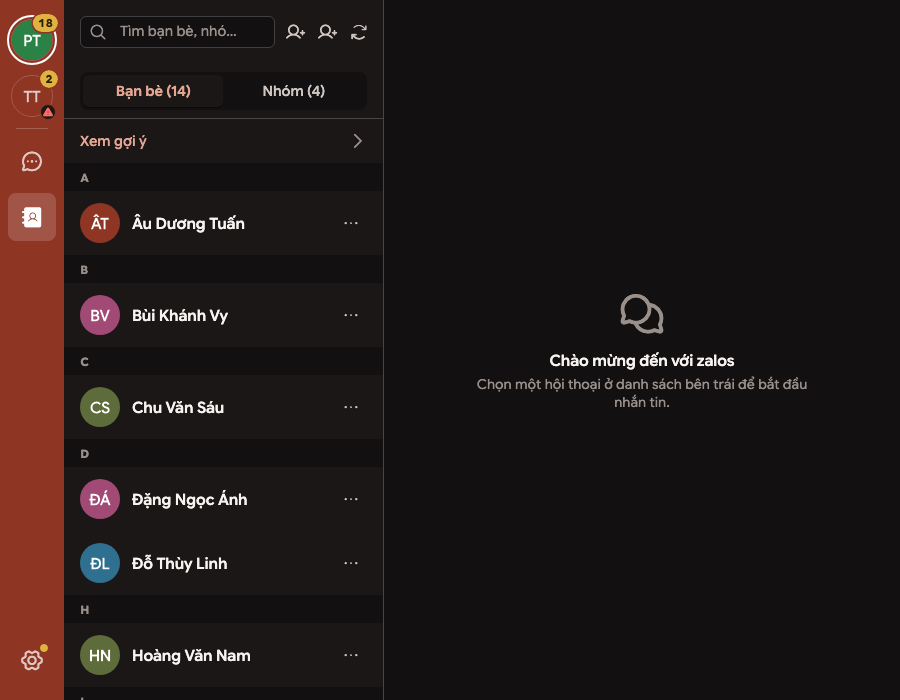 PT
18
TT
2
Tìm bạn bè, nhó...
Bạn bè (14)
Nhóm (4)
Xem gợi ý
A
ÂT
Âu Dương Tuấn
B
BV
Bùi Khánh Vy
C
CS
Chu Văn Sáu
D
ĐÁ
Đặng Ngọc Ánh
ĐL
Đỗ Thùy Linh
H
HN
Hoàng Văn Nam
Chào mừng đến với zalos
Chọn một hội thoại ở danh sách bên trái để bắt đầu
nhắn tin.